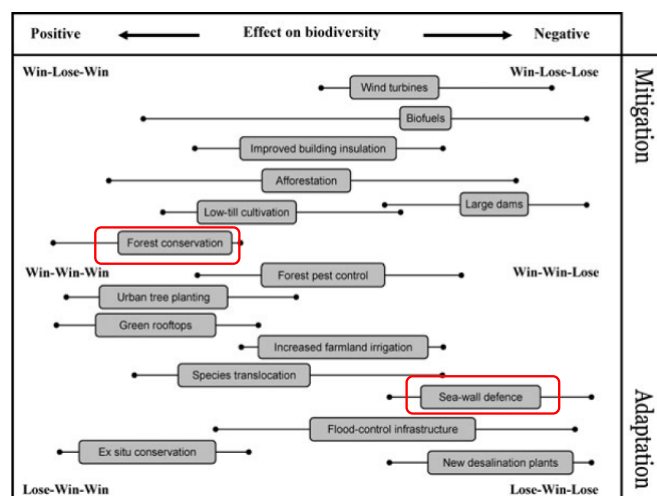 Positive Effect on biodiversity Negative
Win-Lose-Win Win-Lose-Lose
Wind turbines
Biofuels
Improved building insulation
Afforestation
Large dams
Low-till cultivation
Forest conservation
Win-Win-Win Forest pest control Win-Win-Lose
Urban tree planting
Green rooftops
Increased farmland irrigation
Species translocation
Sea-wall defence
Flood-control infrastructure
Ex situ conservation
New desalination plants
Lose-Win-Win Lose-Win-Lose
Mitigation
Adaptation